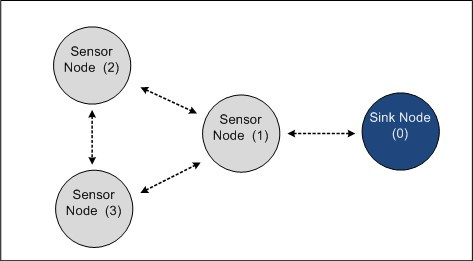 Sensor
Node (2)
Sensor
Node (1)
Sink Node
(0)
Sensor
Node (3)